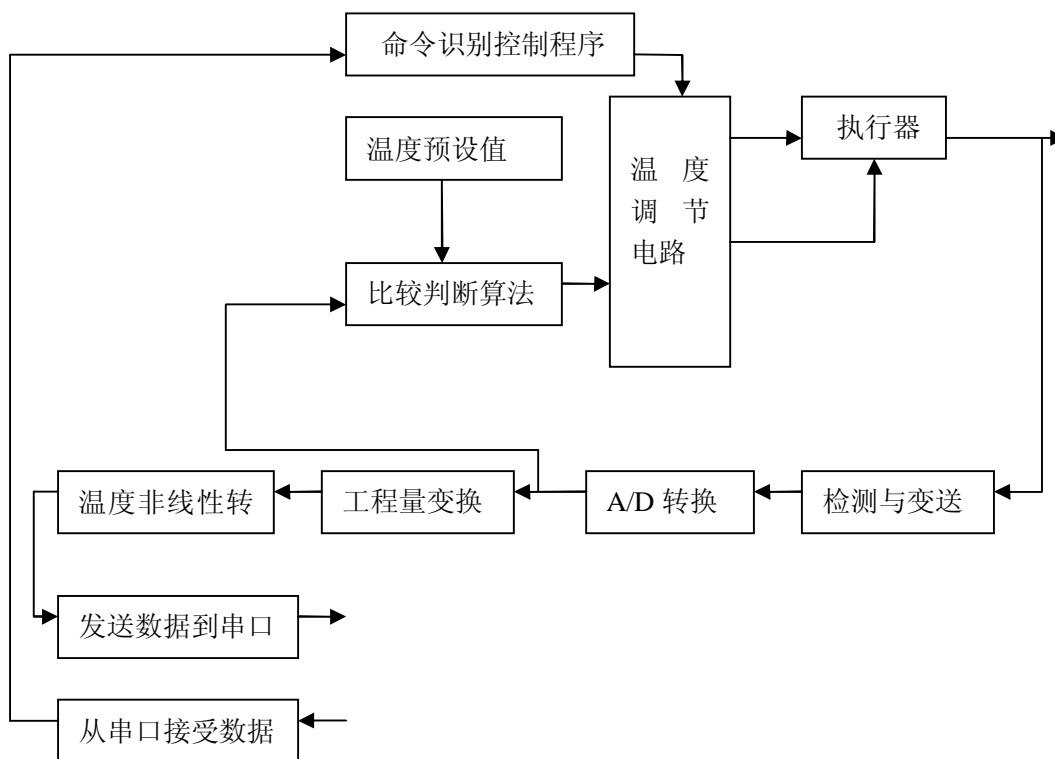 命令识别控制程序
温度预设值
执行器
温 度
调 节
电路
比较判断算法
温度非线性转
工程量变换
A/D 转换
检测与变送
发送数据到串口
从串口接受数据